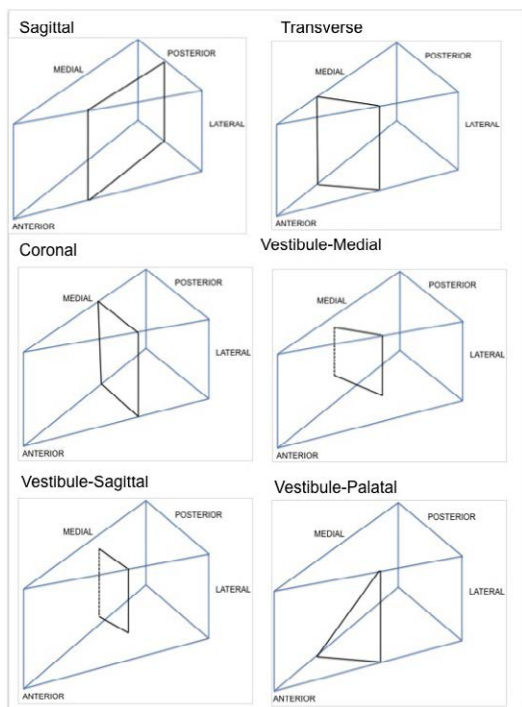 Sagittal
POSTERIOR
MEDIAL
LATERAL
ANTERIOR
Transverse
POSTERIOR
MEDIAL
LATERAL
ANTERIOR
Coronal
POSTERIOR
MEDIAL
LATERAL
ANTERIOR
Vestibule-Medial
POSTERIOR
MEDIAL
LATERAL
ANTERIOR
Vestibule-Sagittal
POSTERIOR
MEDIAL
LATERAL
ANTERIOR
Vestibule-Palatal
POSTERIOR
MEDIAL
LATERAL
ANTERIOR